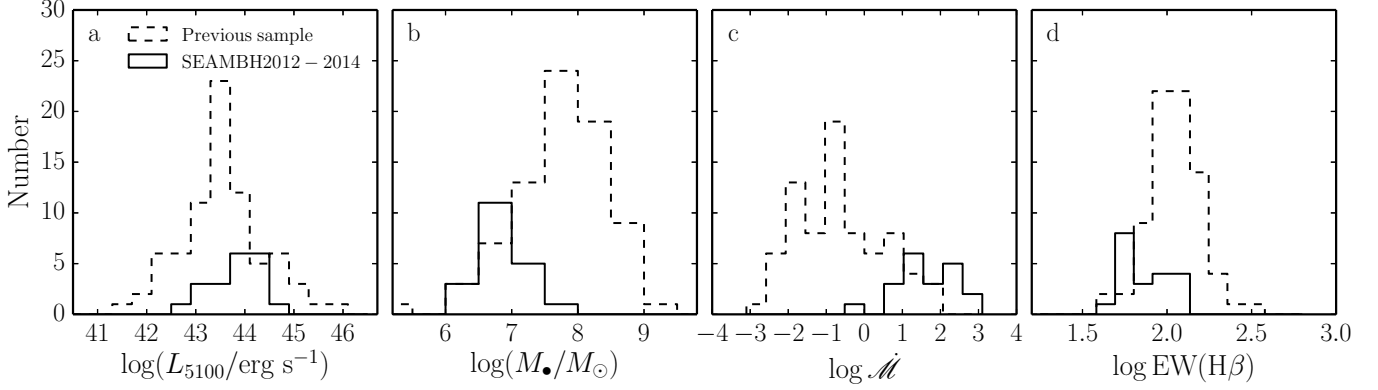 30
25
20
15
10
5
0
Number
a
Previous sample
SEAMBH2012 − 2014
b
c
d
41 42 43 44 45 46
6 7 8 9
−4 −3 −2 −1 0 1 2 3 4
1.5 2.0 2.5 3.0
log(L₅₁₀₀/erg s⁻¹)
log(M●/M⊙)
log ℳ̇
log EW(Hβ)